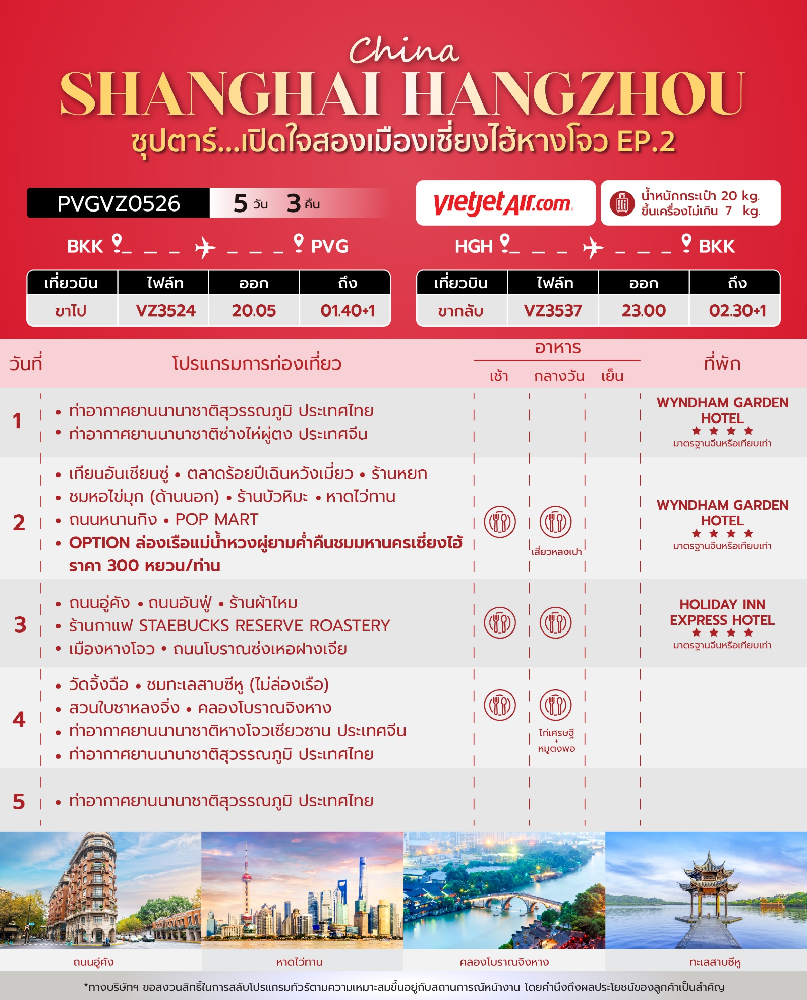 China
SHANGHAI HANGZHOU
ซุปตาร์...เปิดใจสองเมืองเซี่ยงไฮ้หางโจว EP.2
PVGVZ0526 5 วัน 3 คืน
vietjetAir.com
น้ำหนักกระเป๋า 20 kg.
ขึ้นเครื่องไม่เกิน 7 kg.
BKK PVG
HGH BKK
เที่ยวบิน ไฟล์ท ออก ถึง
ขาไป VZ3524 20.05 01.40+1
เที่ยวบิน ไฟล์ท ออก ถึง
ขากลับ VZ3537 23.00 02.30+1
วันที่ โปรแกรมการท่องเที่ยว อาหาร ที่พัก
เช้า กลางวัน เย็น
1
• ท่าอากาศยานนานาชาติสุวรรณภูมิ ประเทศไทย
• ท่าอากาศยานนานาชาติซ่างไห่ผู่ตง ประเทศจีน
WYNDHAM GARDEN
HOTEL
★ ★ ★ ★
มาตรฐานจีนหรือเทียบเท่า
2
• เทียนอันเชียนซู่ • ตลาดร้อยปีเฉินหวังเมี่ยว • ร้านหยก
• ชมหอไข่มุก (ด้านนอก) • ร้านบัวหิมะ • หาดไว่ทาน
• ถนนหนานกิง • POP MART
• OPTION ล่องเรือแม่น้ำหวงผู่ยามค่ำคืนชมมหานครเซี่ยงไฮ้
ราคา 300 หยวน/ท่าน
เสี่ยวหลงเปา
WYNDHAM GARDEN
HOTEL
★ ★ ★ ★
มาตรฐานจีนหรือเทียบเท่า
3
• ถนนอู่คัง • ถนนอันฟู่ • ร้านผ้าไหม
• ร้านกาแฟ STAEBUCKS RESERVE ROASTERY
• เมืองหางโจว • ถนนโบราณซ่งเหอฝางเจีย
HOLIDAY INN
EXPRESS HOTEL
★ ★ ★ ★
มาตรฐานจีนหรือเทียบเท่า
4
• วัดจิ้งฉือ • ชมทะเลสาบซีหู (ไม่ล่องเรือ)
• สวนใบชาหลงจิ่ง • คลองโบราณจิงหาง
• ท่าอากาศยานนานาชาติหางโจวเซียวซาน ประเทศจีน
• ท่าอากาศยานนานาชาติสุวรรณภูมิ ประเทศไทย
ไก่เศรษฐี
+
หมูตงพอ
5
• ท่าอากาศยานนานาชาติสุวรรณภูมิ ประเทศไทย
ถนนอู่คัง หาดไว่ทาน คลองโบราณจิงหาง ทะเลสาบซีหู
*ทางบริษัทฯ ขอสงวนสิทธิ์ในการสลับโปรแกรมทัวร์ตามความเหมาะสมขึ้นอยู่กับสถานการณ์หน้างาน โดยคำนึงถึงผลประโยชน์ของลูกค้าเป็นสำคัญ